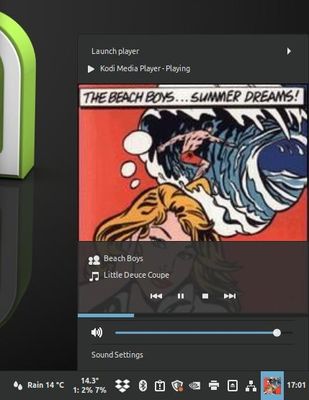 Launch player
Kodi Media Player - Playing
THE BEACH BOYS...SUMMER DREAMS!
Beach Boys
Little Deuce Coupe
Sound Settings
Rain 14 °C
14.3°
1: 2% 7%
17:01